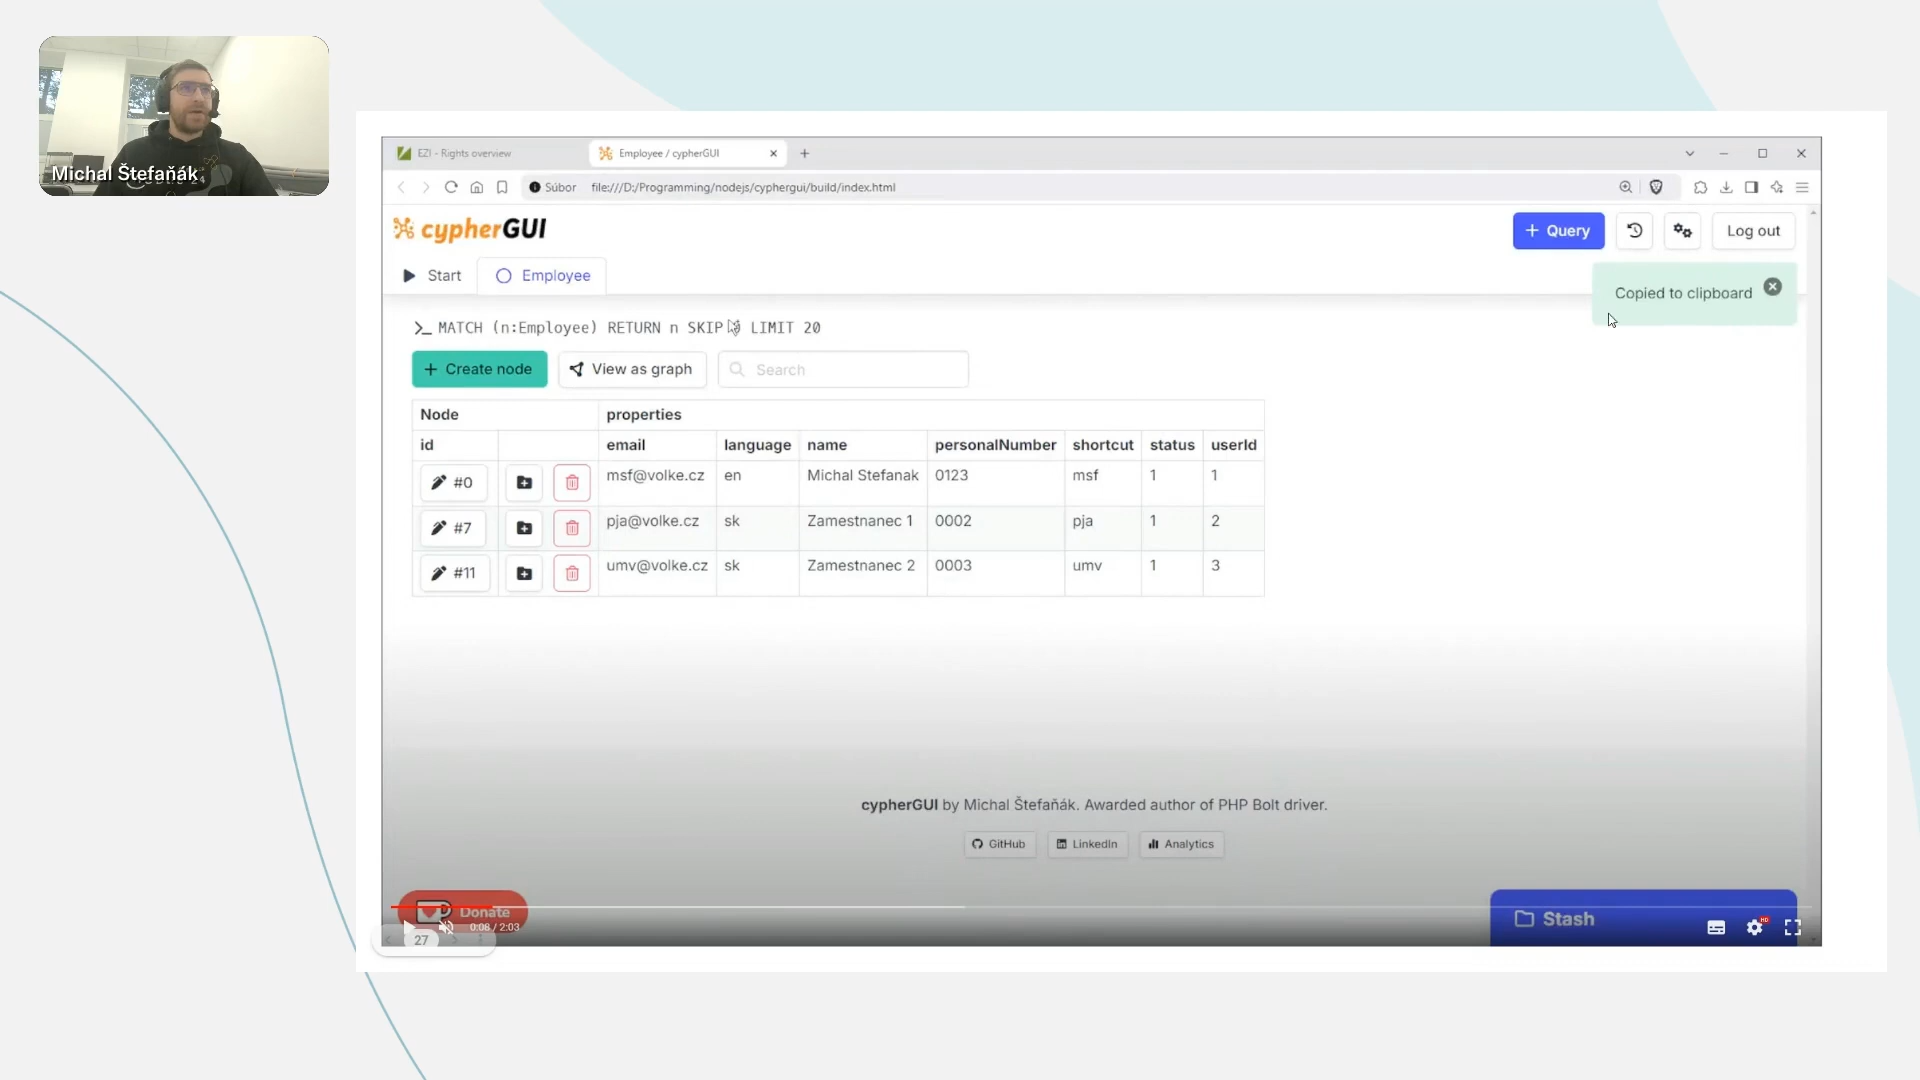 Michal Štefaňák
EZI - Rights overview
Employee / cypherGUI
Súbor
file:///D:/Programming/nodejs/cyphergui/build/index.html
cypherGUI
+ Query
Log out
Start
Employee
Copied to clipboard
>_ MATCH (n:Employee) RETURN n SKIP LIMIT 20
+ Create node
View as graph
Search
Node properties
id email language name personalNumber shortcut status userId
#0 msf@volke.cz en Michal Stefanak 0123 msf 1 1
#7 pja@volke.cz sk Zamestnanec 1 0002 pja 1 2
#11 umv@volke.cz sk Zamestnanec 2 0003 umv 1 3
cypherGUI by Michal Štefaňák. Awarded author of PHP Bolt driver.
GitHub
LinkedIn
Analytics
Donate
0:08 / 2:03
27
Stash
HD